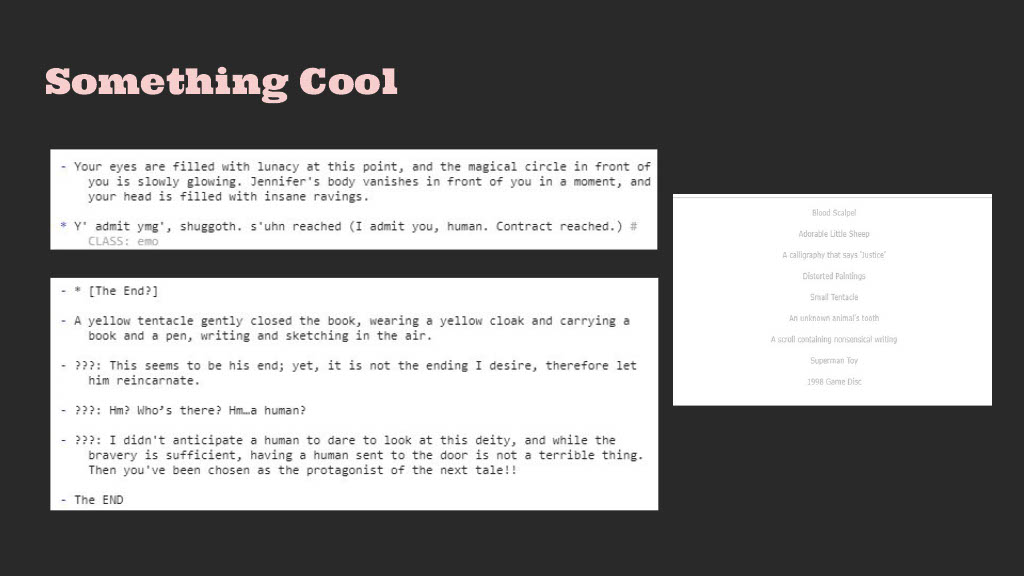 Something Cool
- Your eyes are filled with lunacy at this point, and the magical circle in front of
you is slowly glowing. Jennifer's body vanishes in front of you in a moment, and
your head is filled with insane ravings.
* Y' admit ymg', shuggoth. s'uhn reached (I admit you, human. Contract reached.) #
CLASS: emo
- * [The End?]
- A yellow tentacle gently closed the book, wearing a yellow cloak and carrying a
book and a pen, writing and sketching in the air.
- ???: This seems to be his end; yet, it is not the ending I desire, therefore let
him reincarnate.
- ???: Hm? Who's there? Hm…a human?
- ???: I didn't anticipate a human to dare to look at this deity, and while the
bravery is sufficient, having a human sent to the door is not a terrible thing.
Then you've been chosen as the protagonist of the next tale!!
- The END
Blood Scalpel
Adorable Little Sheep
A calligraphy that says "Justice"
Distorted Paintings
Small Tentacle
An unknown animal's tooth
A scroll containing nonsensical writing
Superman Toy
1998 Game Disc